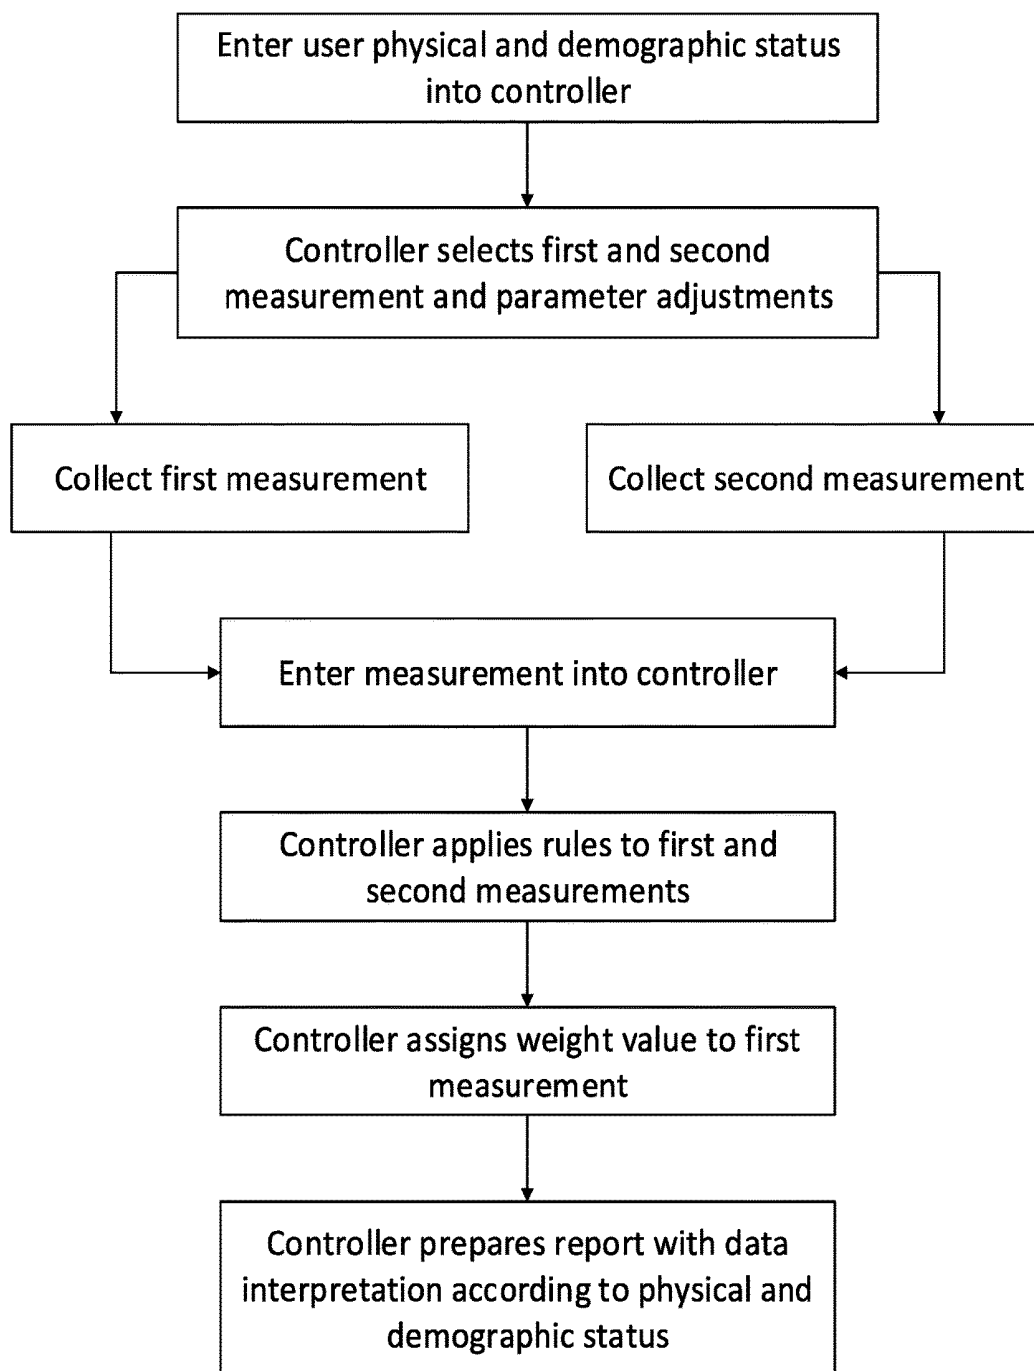 Enter user physical and demographic status
into controller
Controller selects first and second
measurement and parameter adjustments
Collect first measurement
Collect second measurement
Enter measurement into controller
Controller applies rules to first and
second measurements
Controller assigns weight value to first
measurement
Controller prepares report with data
interpretation according to physical and
demographic status